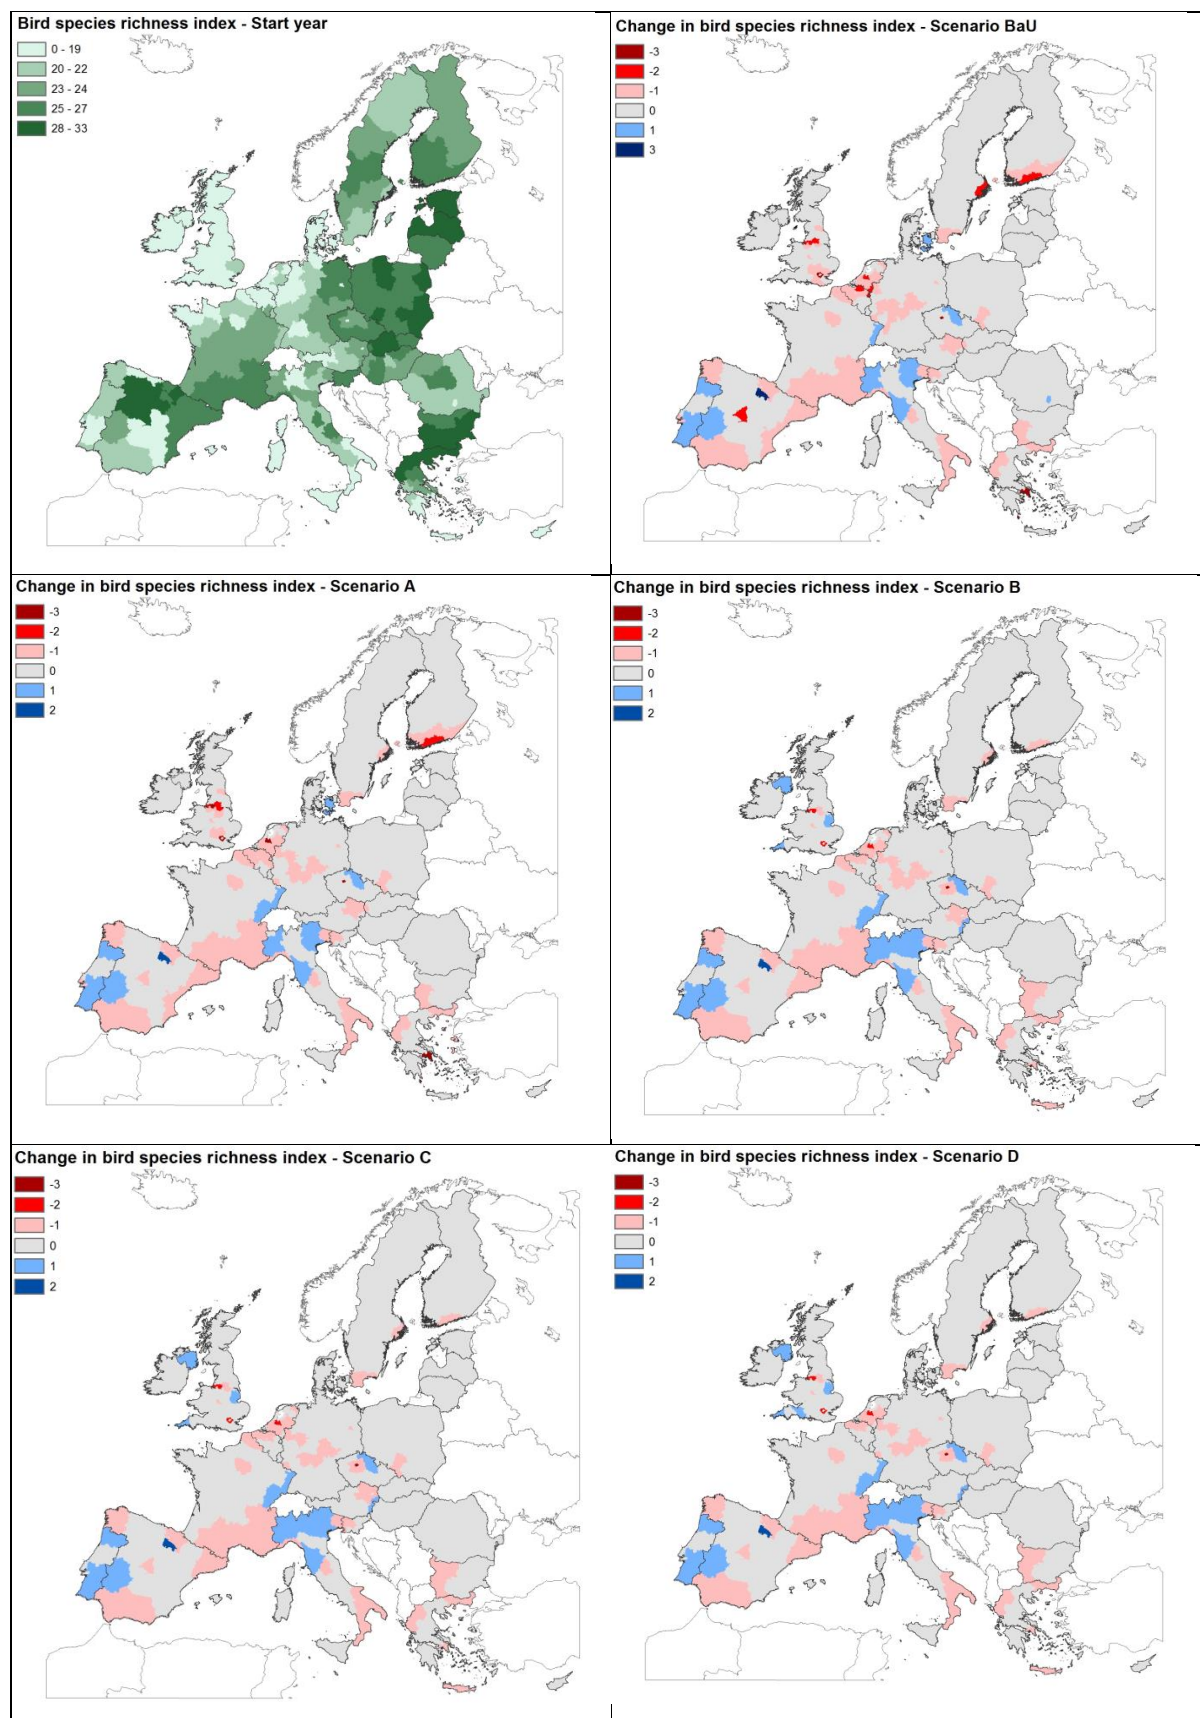 Bird species richness index - Start year
0 - 19
20 - 22
23 - 24
25 - 27
28 - 33
Change in bird species richness index - Scenario BaU
-3
-2
-1
0
1
3
Change in bird species richness index - Scenario A
-3
-2
-1
0
1
2
Change in bird species richness index - Scenario B
-3
-2
-1
0
1
2
Change in bird species richness index - Scenario C
-3
-2
-1
0
1
2
Change in bird species richness index - Scenario D
-3
-2
-1
0
1
2